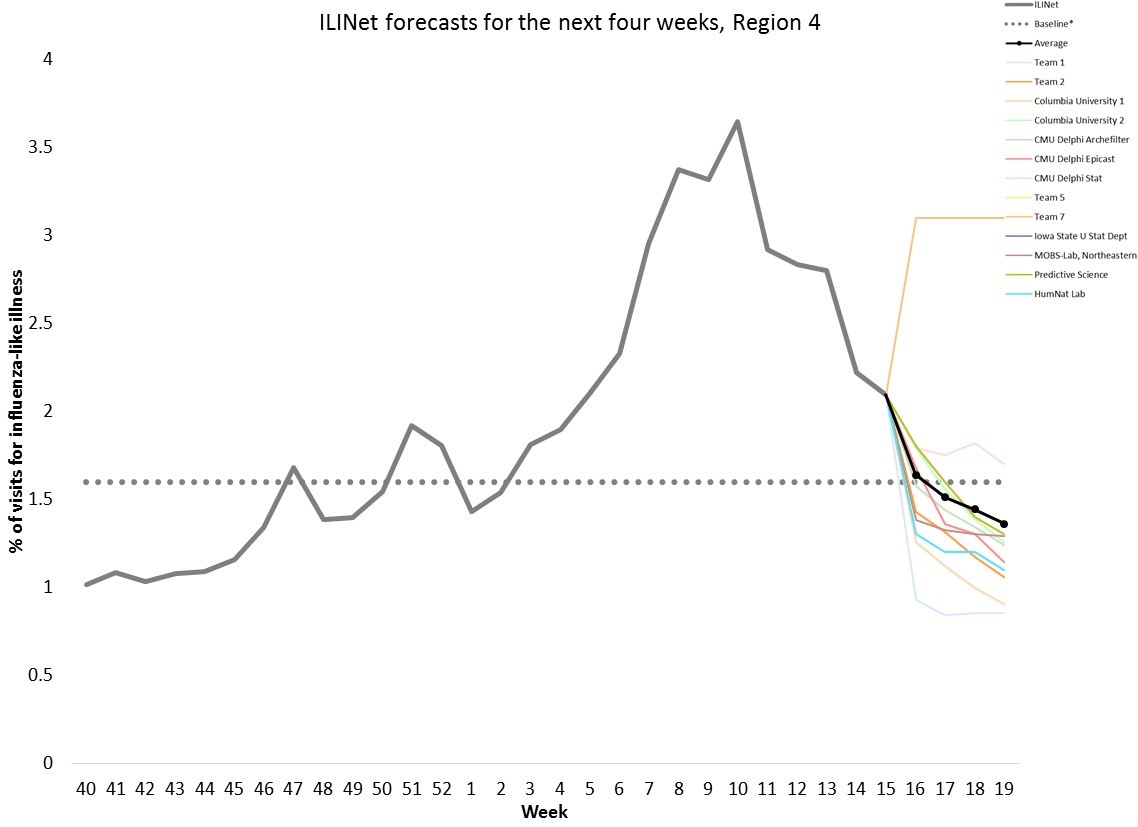 ILINet forecasts for the next four weeks, Region 4
ILINet
Baseline*
Average
Team 1
Team 2
Columbia University 1
Columbia University 2
CMU Delphi Archefilter
CMU Delphi Epicast
CMU Delphi Stat
Team 5
Team 7
Iowa State U Stat Dept
MOBS-Lab, Northeastern
Predictive Science
HumNat Lab
% of visits for influenza-like illness
4
3.5
3
2.5
2
1.5
1
0.5
0
40 41 42 43 44 45 46 47 48 49 50 51 52 1 2 3 4 5 6 7 8 9 10 11 12 13 14 15 16 17 18 19
Week